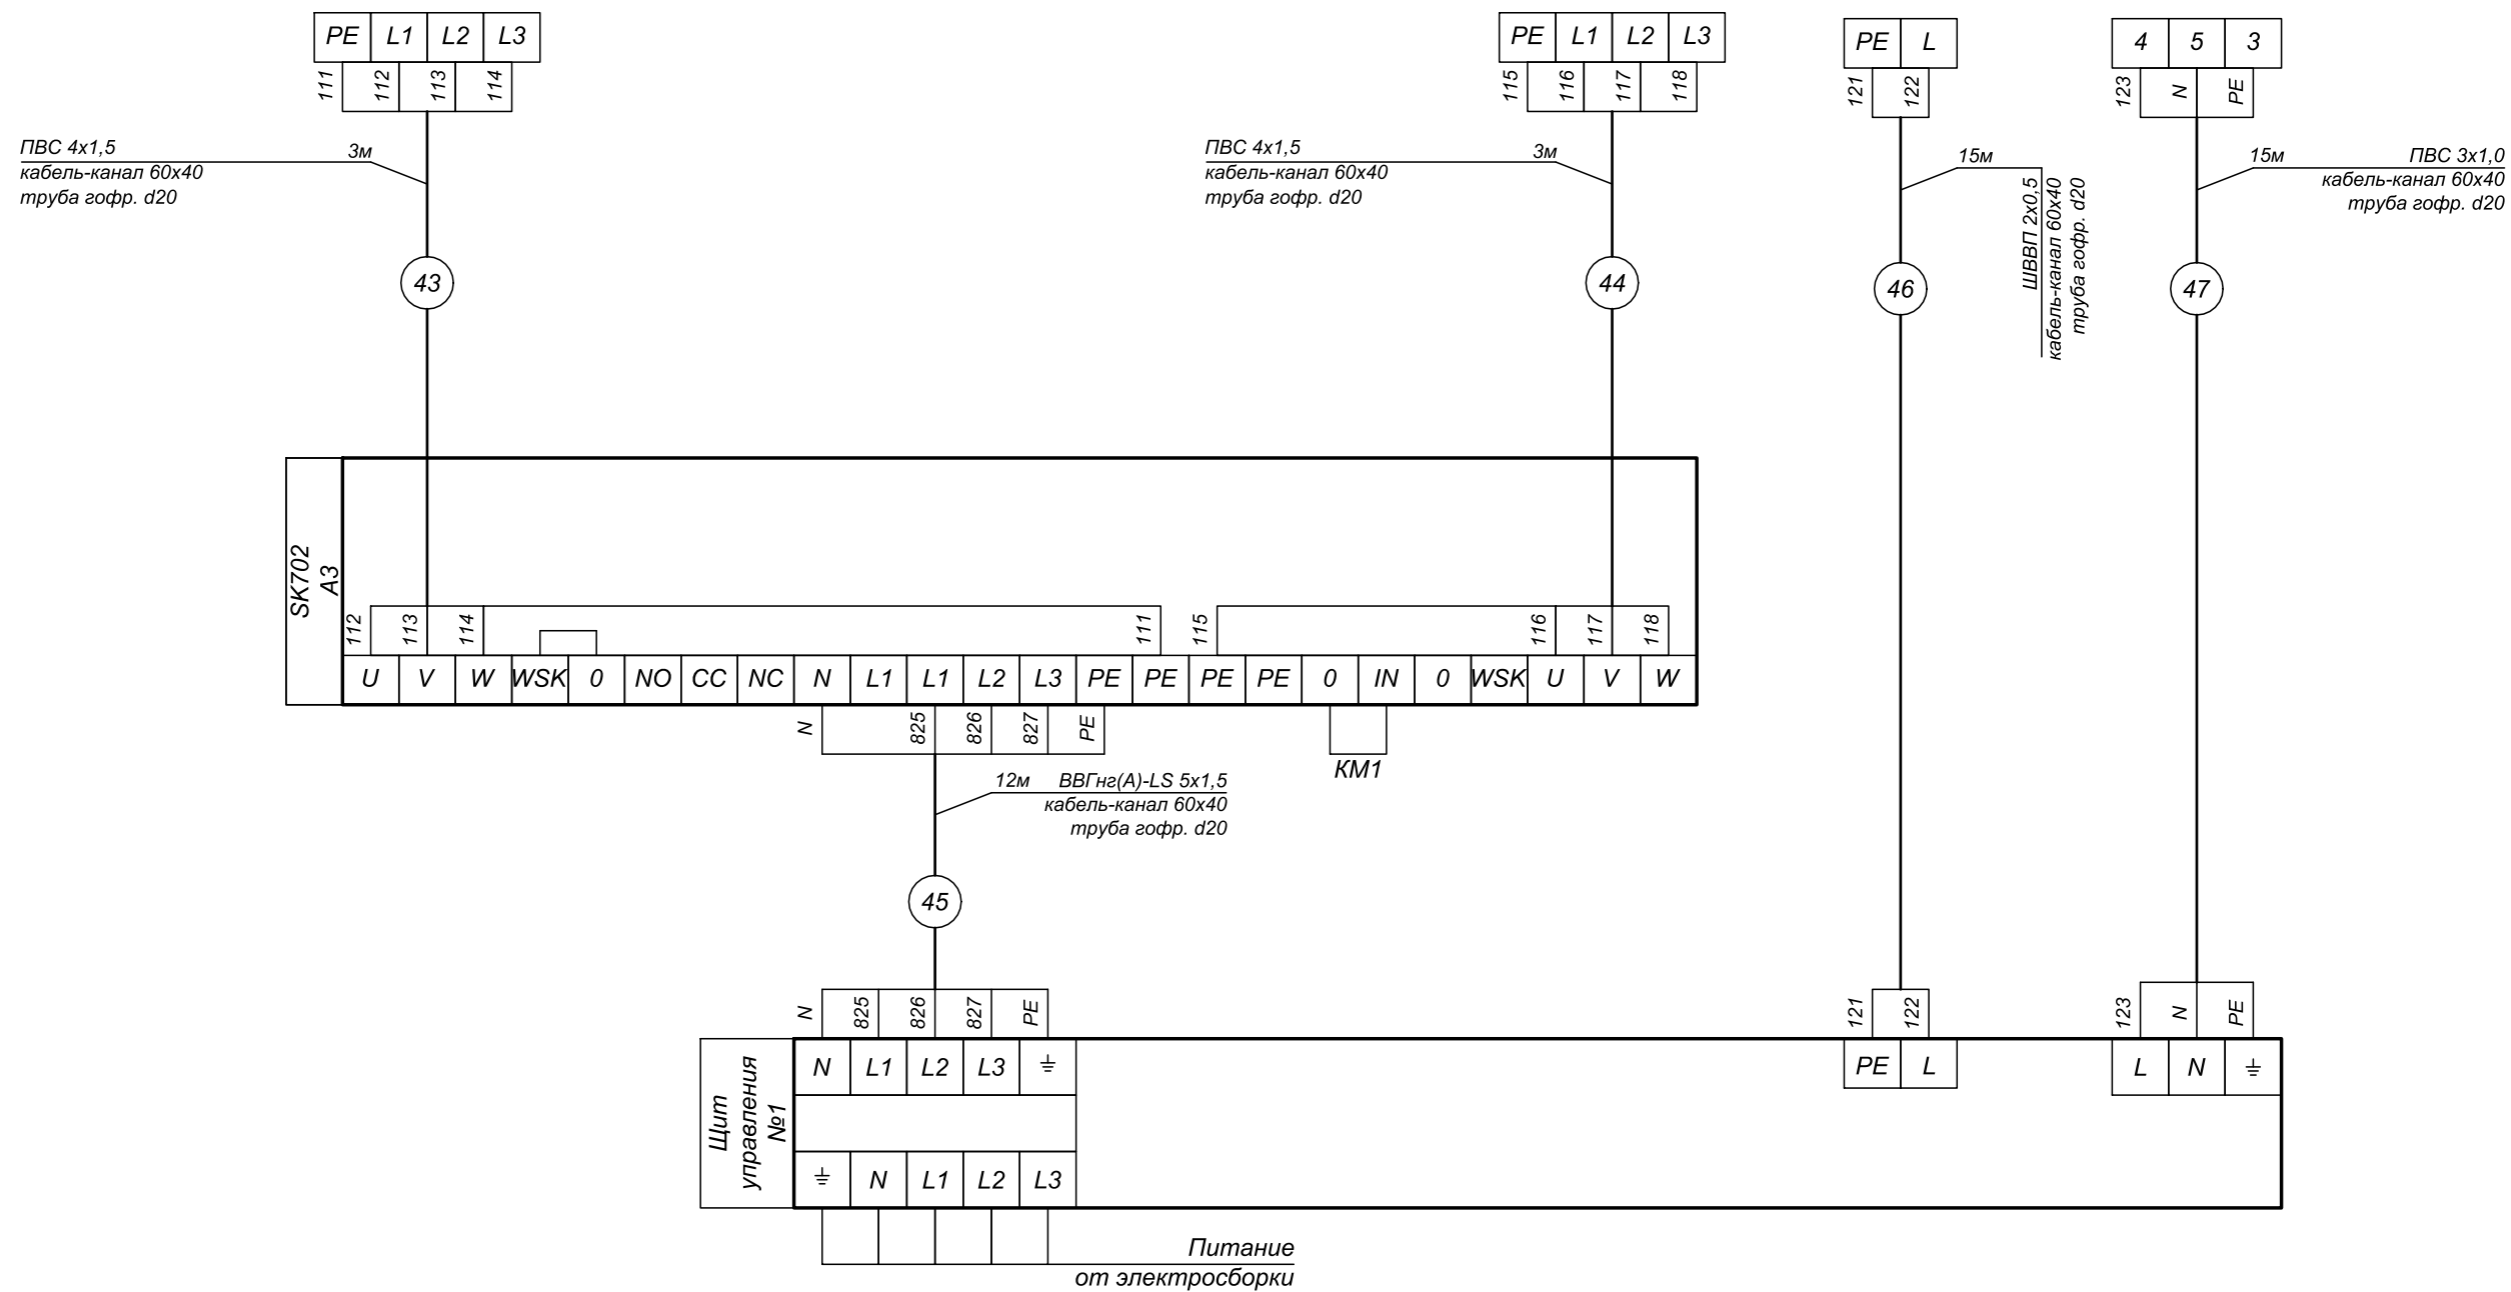 PE L1 L2 L3
PE L1 L2 L3
PE L
4 5 3
111 112 113 114
115 116 117 118
121 122
123 N PE
ПВС 4х1,5 3м
кабель-канал 60х40
труба гофр. d20
ПВС 4х1,5 3м
кабель-канал 60х40
труба гофр. d20
15м
ШВВП 2х0,5
кабель-канал 60х40
труба гофр. d20
15м ПВС 3х1,0
кабель-канал 60х40
труба гофр. d20
43
44
46
47
SK702
А3
112 113 114 111 115 116 117 118
U V W WSK 0 NO CC NC N L1 L1 L2 L3 PE PE PE PE 0 IN 0 WSK U V W
N 825 826 827 PE
КМ1
12м ВВГнг(А)-LS 5х1,5
кабель-канал 60х40
труба гофр. d20
45
N 825 826 827 PE
121 122
123 N PE
Щит
управления
№1
N L1 L2 L3 ⏚
PE L
L N ⏚
⏚ N L1 L2 L3
Питание
от электросборки